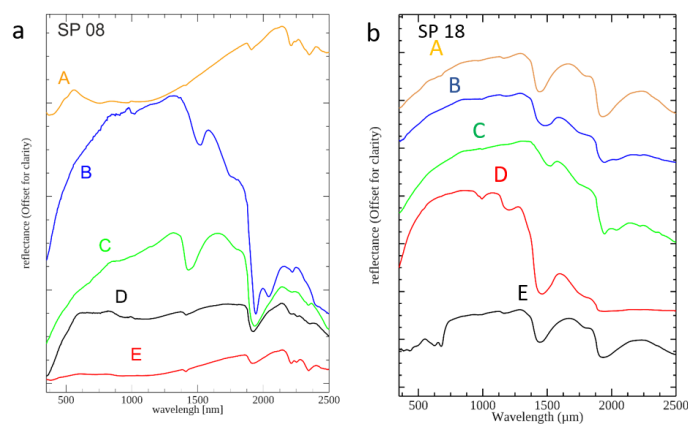 a
SP 08
A
B
C
D
E
reflectance (Offset for clarity)
500 1000 1500 2000 2500
wavelengh [nm]
b
SP 18
A
B
C
D
E
reflectance (Offset for clarity)
500 1000 1500 2000 2500
Wavelength (µm)